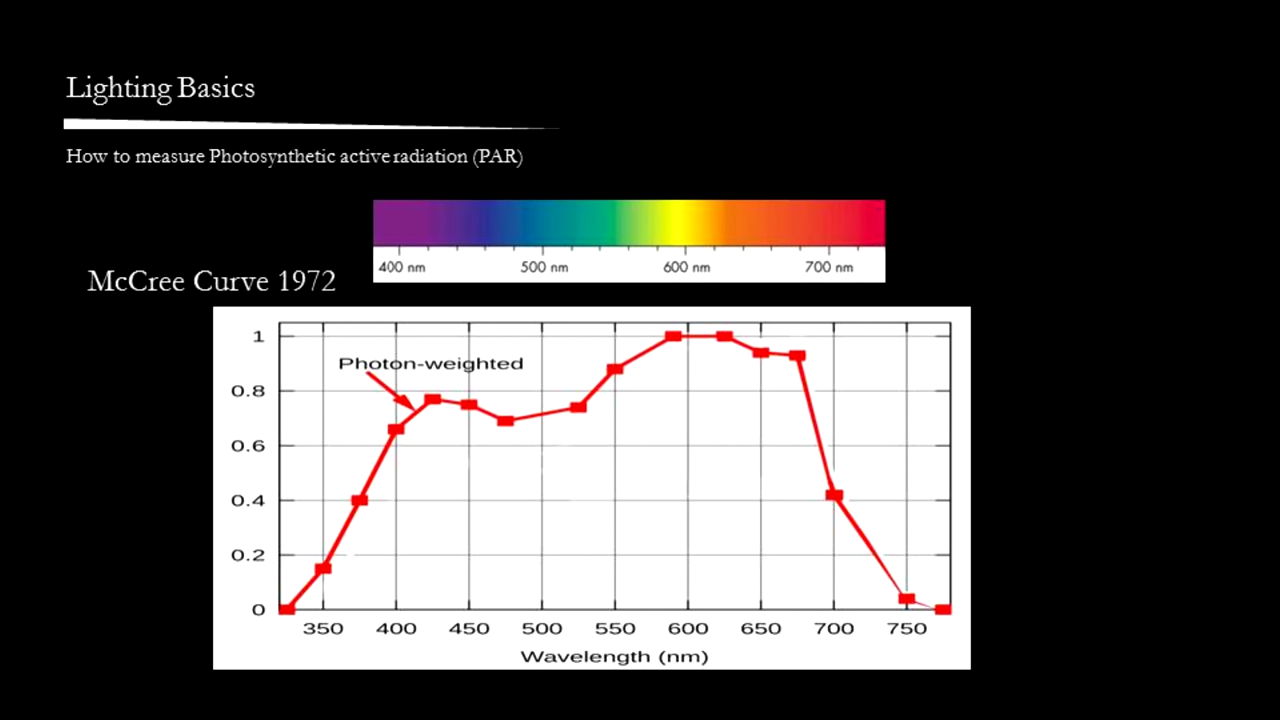 Lighting Basics
How to measure Photosynthetic active radiation (PAR)
400 nm 500 nm 600 nm 700 nm
McCree Curve 1972
1
Photon-weighted
0.8
0.6
0.4
0.2
0
350 400 450 500 550 600 650 700 750
Wavelength (nm)